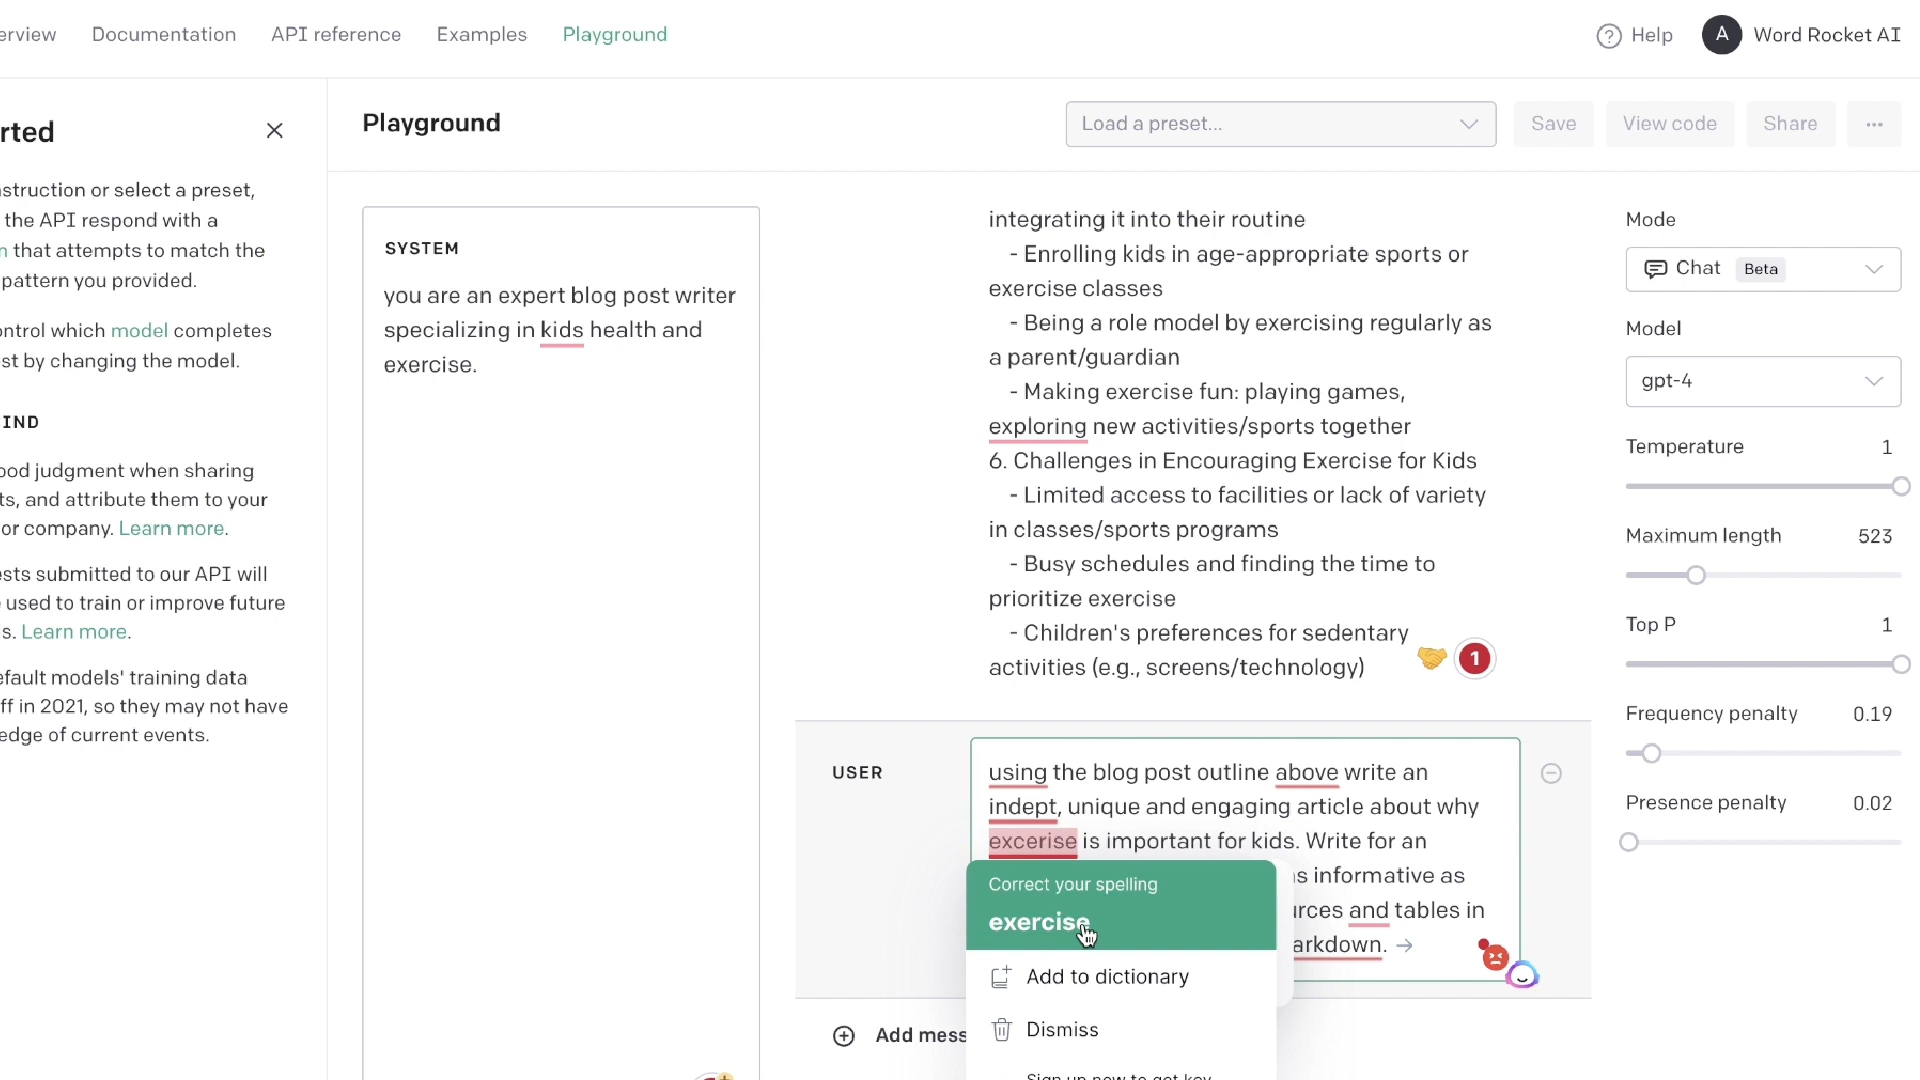 erview Documentation API reference Examples Playground Help A Word Rocket AI
rted
struction or select a preset,
the API respond with a
n that attempts to match the
pattern you provided.
ontrol which model completes
st by changing the model.
IND
ood judgment when sharing
ts, and attribute them to your
or company. Learn more.
ests submitted to our API will
used to train or improve future
s. Learn more.
efault models' training data
ff in 2021, so they may not have
edge of current events.
Playground Load a preset... Save View code Share ...
SYSTEM
you are an expert blog post writer
specializing in kids health and
exercise.
integrating it into their routine
- Enrolling kids in age-appropriate sports or
exercise classes
- Being a role model by exercising regularly as
a parent/guardian
- Making exercise fun: playing games,
exploring new activities/sports together
6. Challenges in Encouraging Exercise for Kids
- Limited access to facilities or lack of variety
in classes/sports programs
- Busy schedules and finding the time to
prioritize exercise
- Children's preferences for sedentary
activities (e.g., screens/technology) 1
USER
using the blog post outline above write an
indept, unique and engaging article about why
excerise is important for kids. Write for an
s informative as
urces and tables in
arkdown. →
Correct your spelling
exercise
Add to dictionary
Dismiss
Add mess
Mode
Chat Beta
Model
gpt-4
Temperature 1
Maximum length 523
Top P 1
Frequency penalty 0.19
Presence penalty 0.02